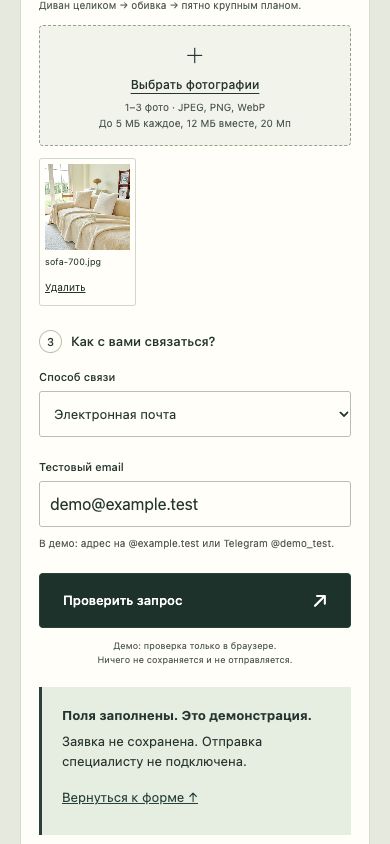 Диван целиком → обивка → пятно крупным планом.
Выбрать фотографии
1–3 фото · JPEG, PNG, WebP
До 5 МБ каждое, 12 МБ вместе, 20 Мп
sofa-700.jpg
Удалить
3 Как с вами связаться?
Способ связи
Электронная почта
Тестовый email
demo@example.test
В демо: адрес на @example.test или Telegram @demo_test.
Проверить запрос
Демо: проверка только в браузере.
Ничего не сохраняется и не отправляется.
Поля заполнены. Это демонстрация.
Заявка не сохранена. Отправка
специалисту не подключена.
Вернуться к форме ↑